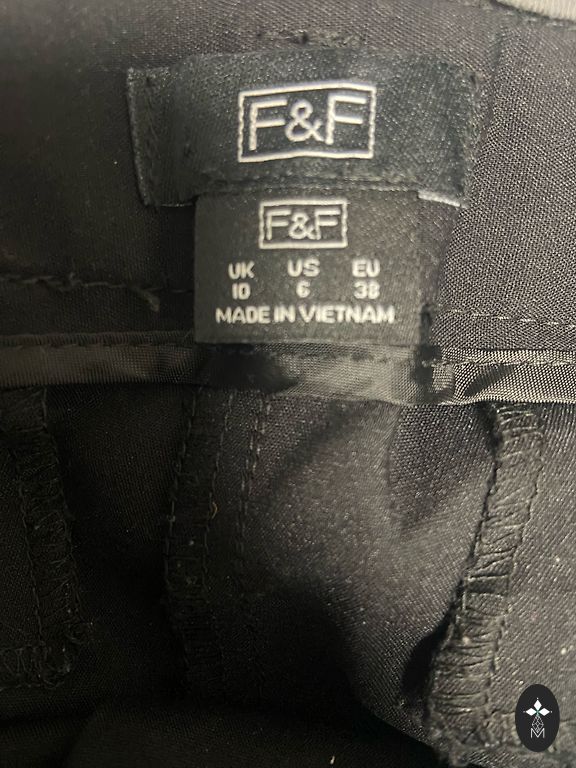 F&F
F&F
UK US EU
10 6 38
MADE IN VIETNAM
M